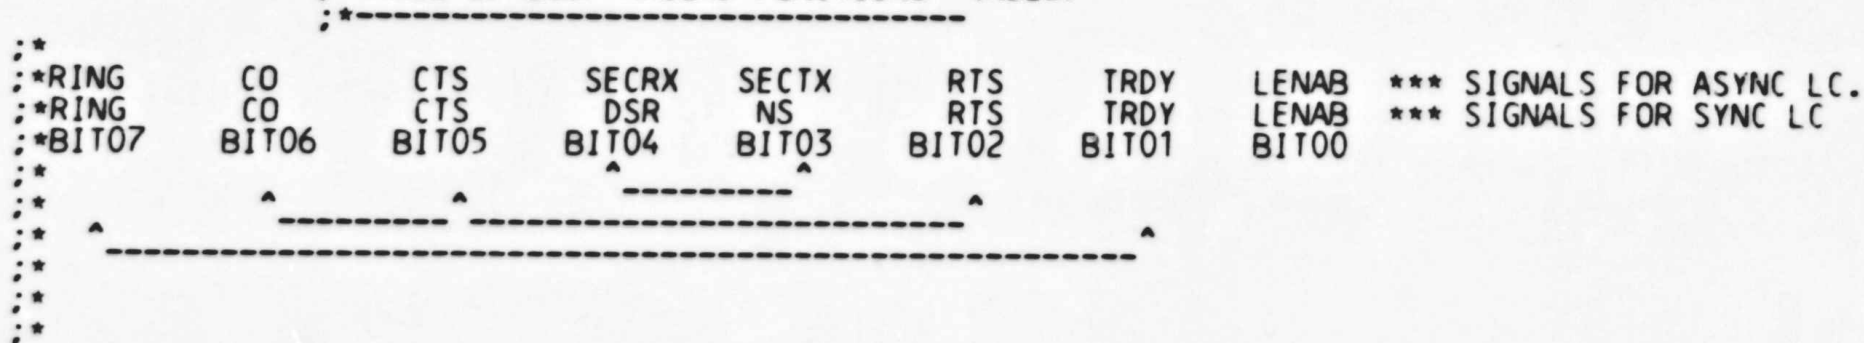 ;*---------------------------------
;*
;*RING CO CTS SECRX SECTX RTS TRDY LENAB *** SIGNALS FOR ASYNC LC.
;*RING CO CTS DSR NS RTS TRDY LENAB *** SIGNALS FOR SYNC LC
;*BIT07 BIT06 BIT05 BIT04 BIT03 BIT02 BIT01 BIT00
;* ^ ^
;* ^ ^ --------- ^
;* ^ --------- --------------------------- ^
;* --------------------------------------------------------
;*
;*